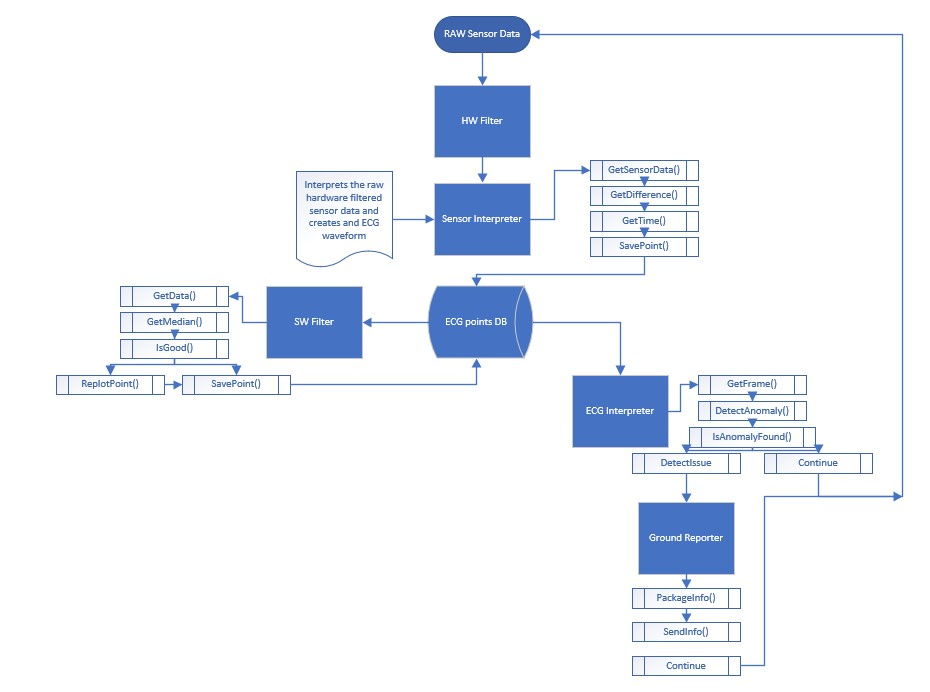 RAW Sensor Data
HW Filter
Interprets the raw
hardware filtered
sensor data and
creates and ECG
waveform
Sensor Interpreter
GetSensorData()
GetDifference()
GetTime()
SavePoint()
GetData()
GetMedian()
IsGood()
ReplotPoint()
SavePoint()
SW Filter
ECG points DB
ECG Interpreter
GetFrame()
DetectAnomaly()
IsAnomalyFound()
DetectIssue
Continue
Ground Reporter
PackageInfo()
SendInfo()
Continue